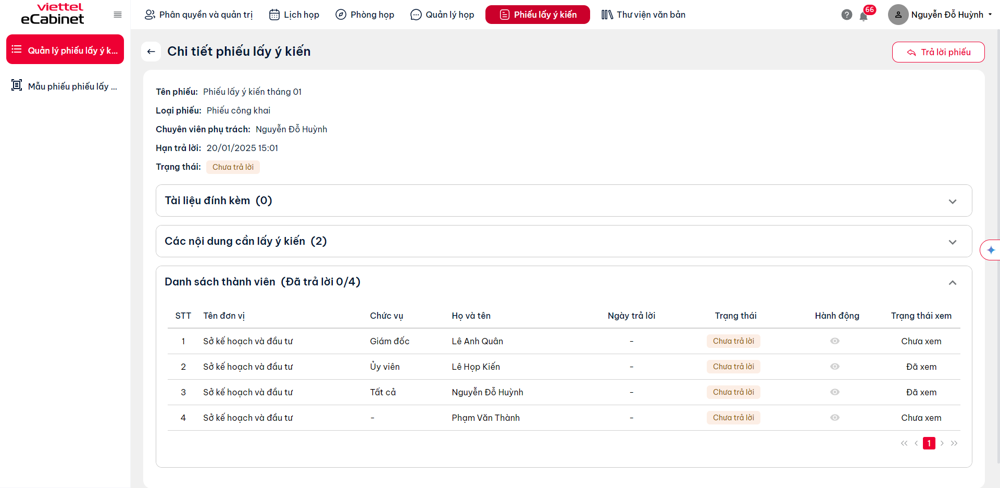 viettel
eCabinet
Phân quyền và quản trị
Lịch họp
Phòng họp
Quản lý họp
Phiếu lấy ý kiến
Thư viện văn bản
?
66
Nguyễn Đỗ Huỳnh
Quản lý phiếu lấy ý k...
Mẫu phiếu phiếu lấy ...
Chi tiết phiếu lấy ý kiến
Trả lời phiếu
Tên phiếu: Phiếu lấy ý kiến tháng 01
Loại phiếu: Phiếu công khai
Chuyên viên phụ trách: Nguyễn Đỗ Huỳnh
Hạn trả lời: 20/01/2025 15:01
Trạng thái: Chưa trả lời
Tài liệu đính kèm (0)
Các nội dung cần lấy ý kiến (2)
Danh sách thành viên (Đã trả lời 0/4)
STT Tên đơn vị Chức vụ Họ và tên Ngày trả lời Trạng thái Hành động Trạng thái xem
1 Sở kế hoạch và đầu tư Giám đốc Lê Anh Quân - Chưa trả lời Chưa xem
2 Sở kế hoạch và đầu tư Ủy viên Lê Họp Kiến - Chưa trả lời Đã xem
3 Sở kế hoạch và đầu tư Tất cả Nguyễn Đỗ Huỳnh - Chưa trả lời Đã xem
4 Sở kế hoạch và đầu tư - Phạm Văn Thành - Chưa trả lời Chưa xem
1